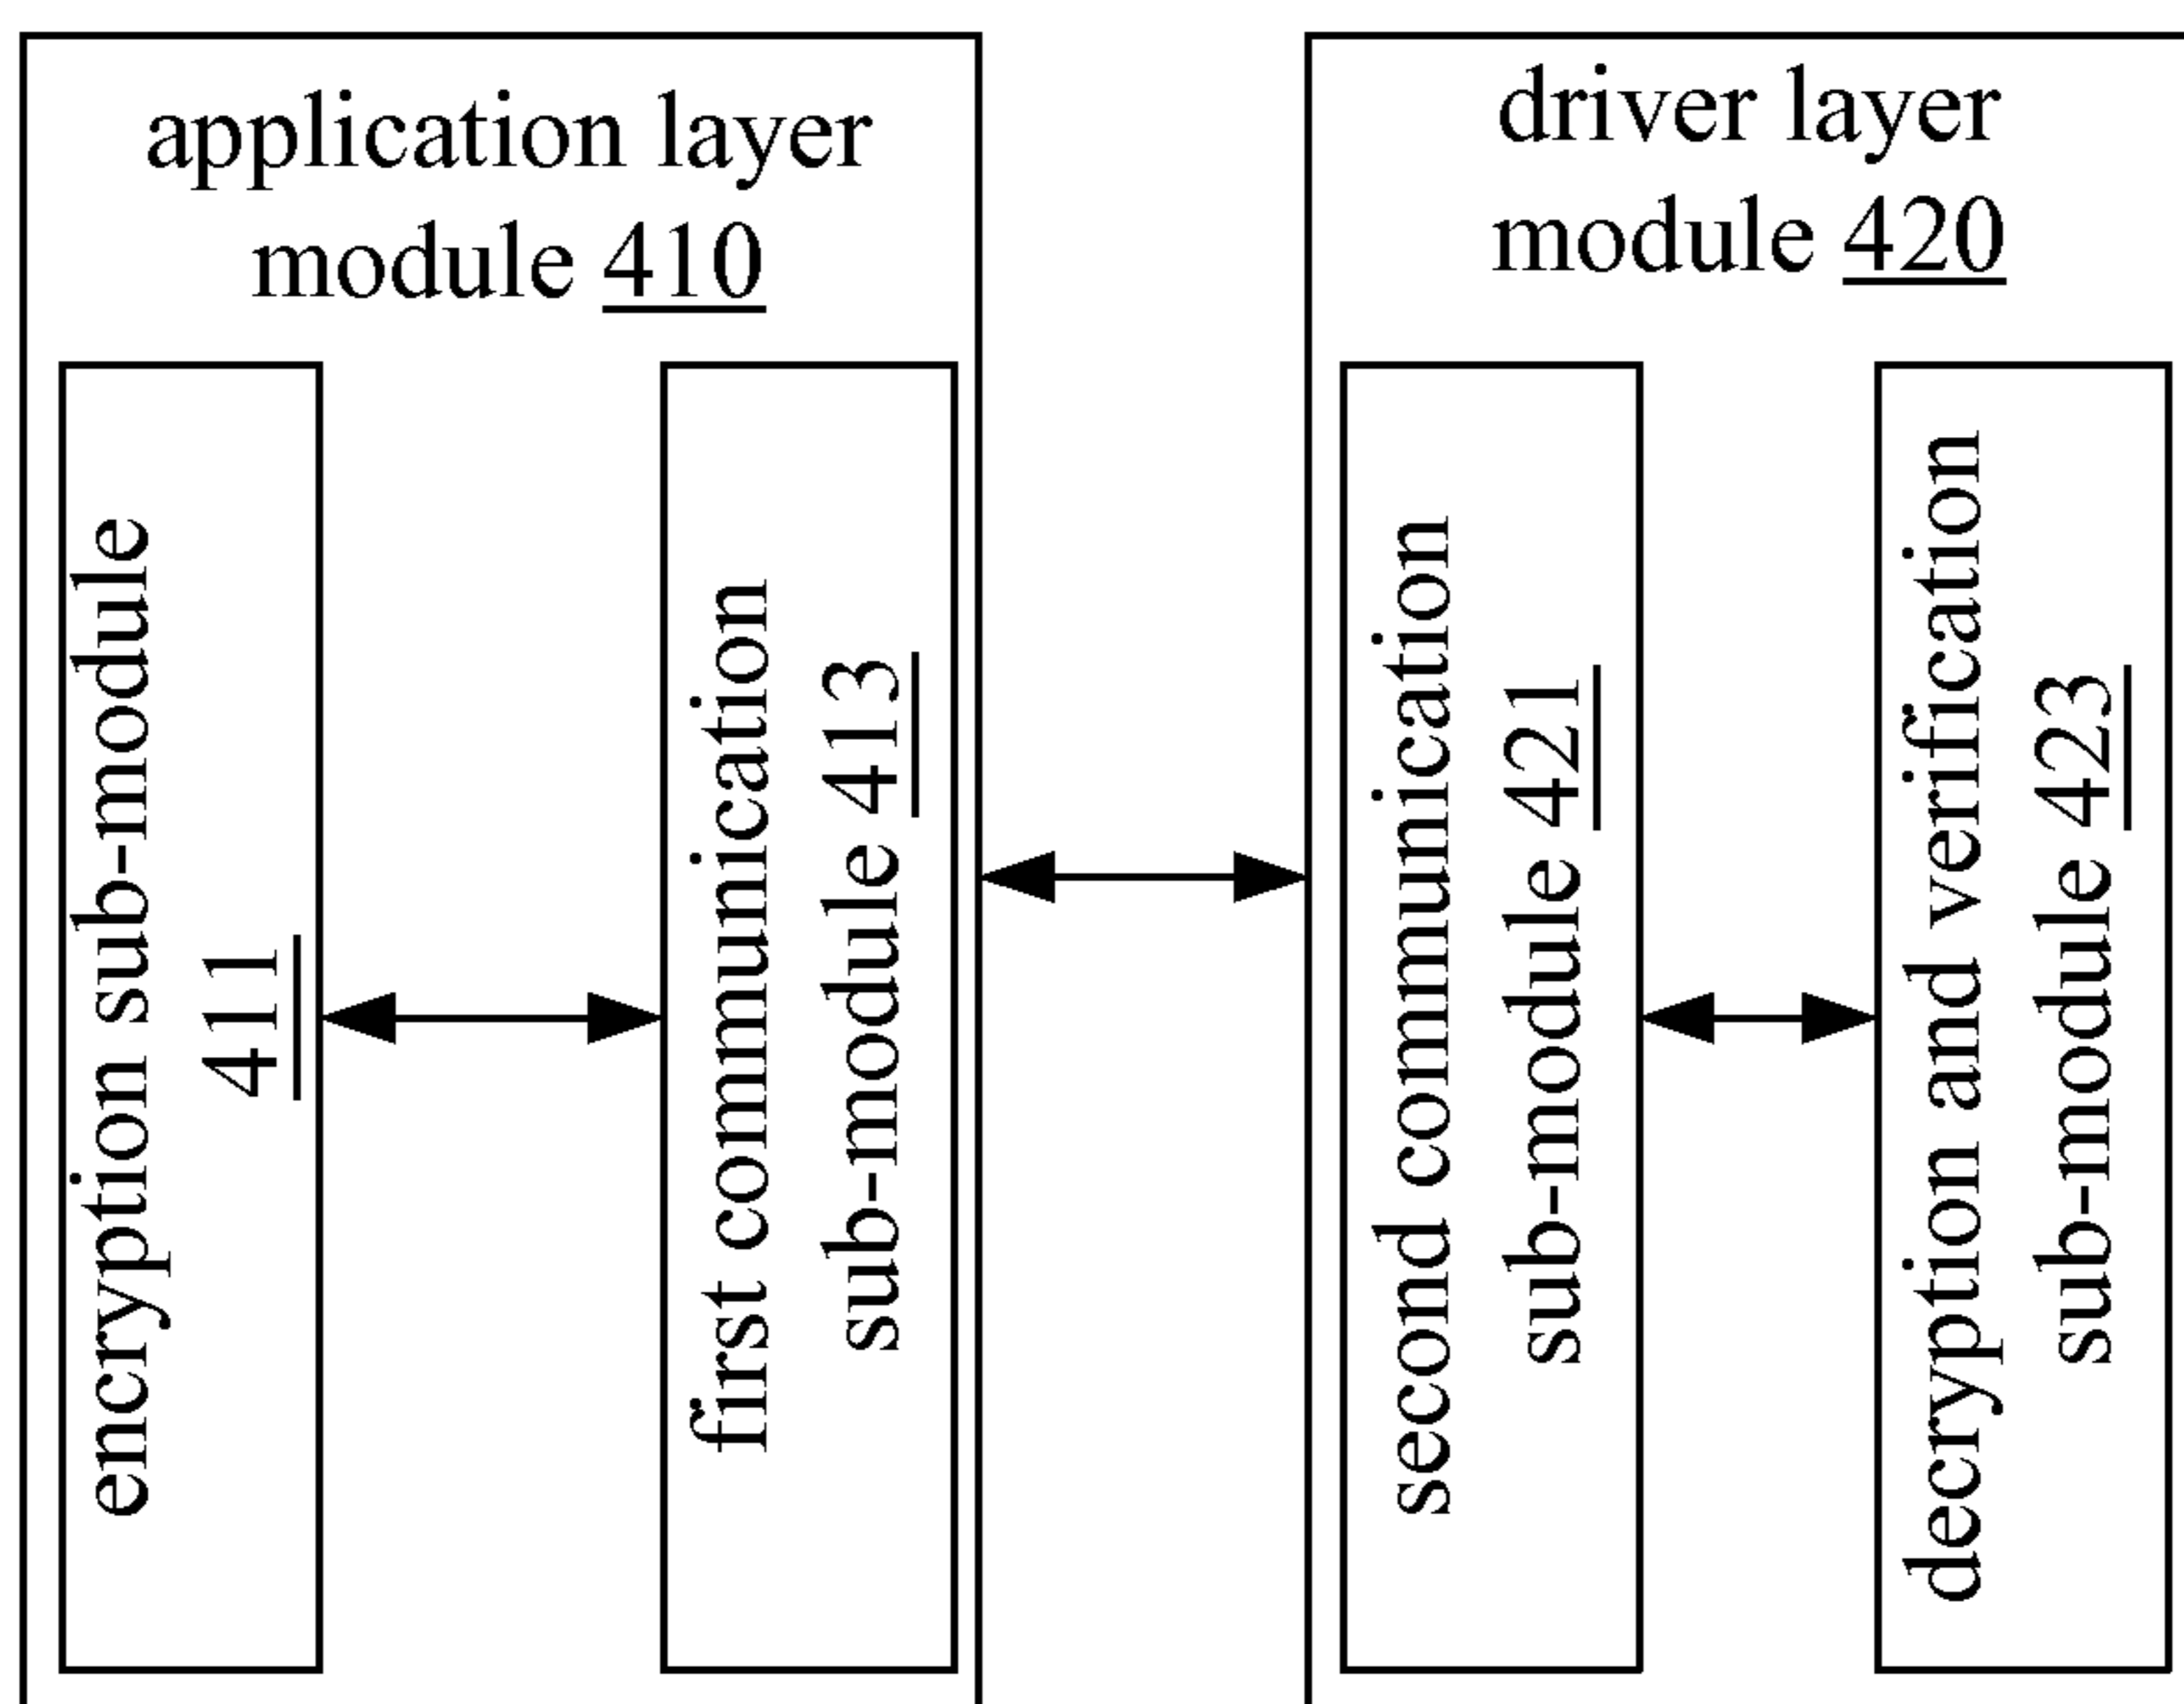 application layer
module 410
encryption sub-module
411
first communication
sub-module 413
driver layer
module 420
second communication
sub-module 421
decryption and verification
sub-module 423